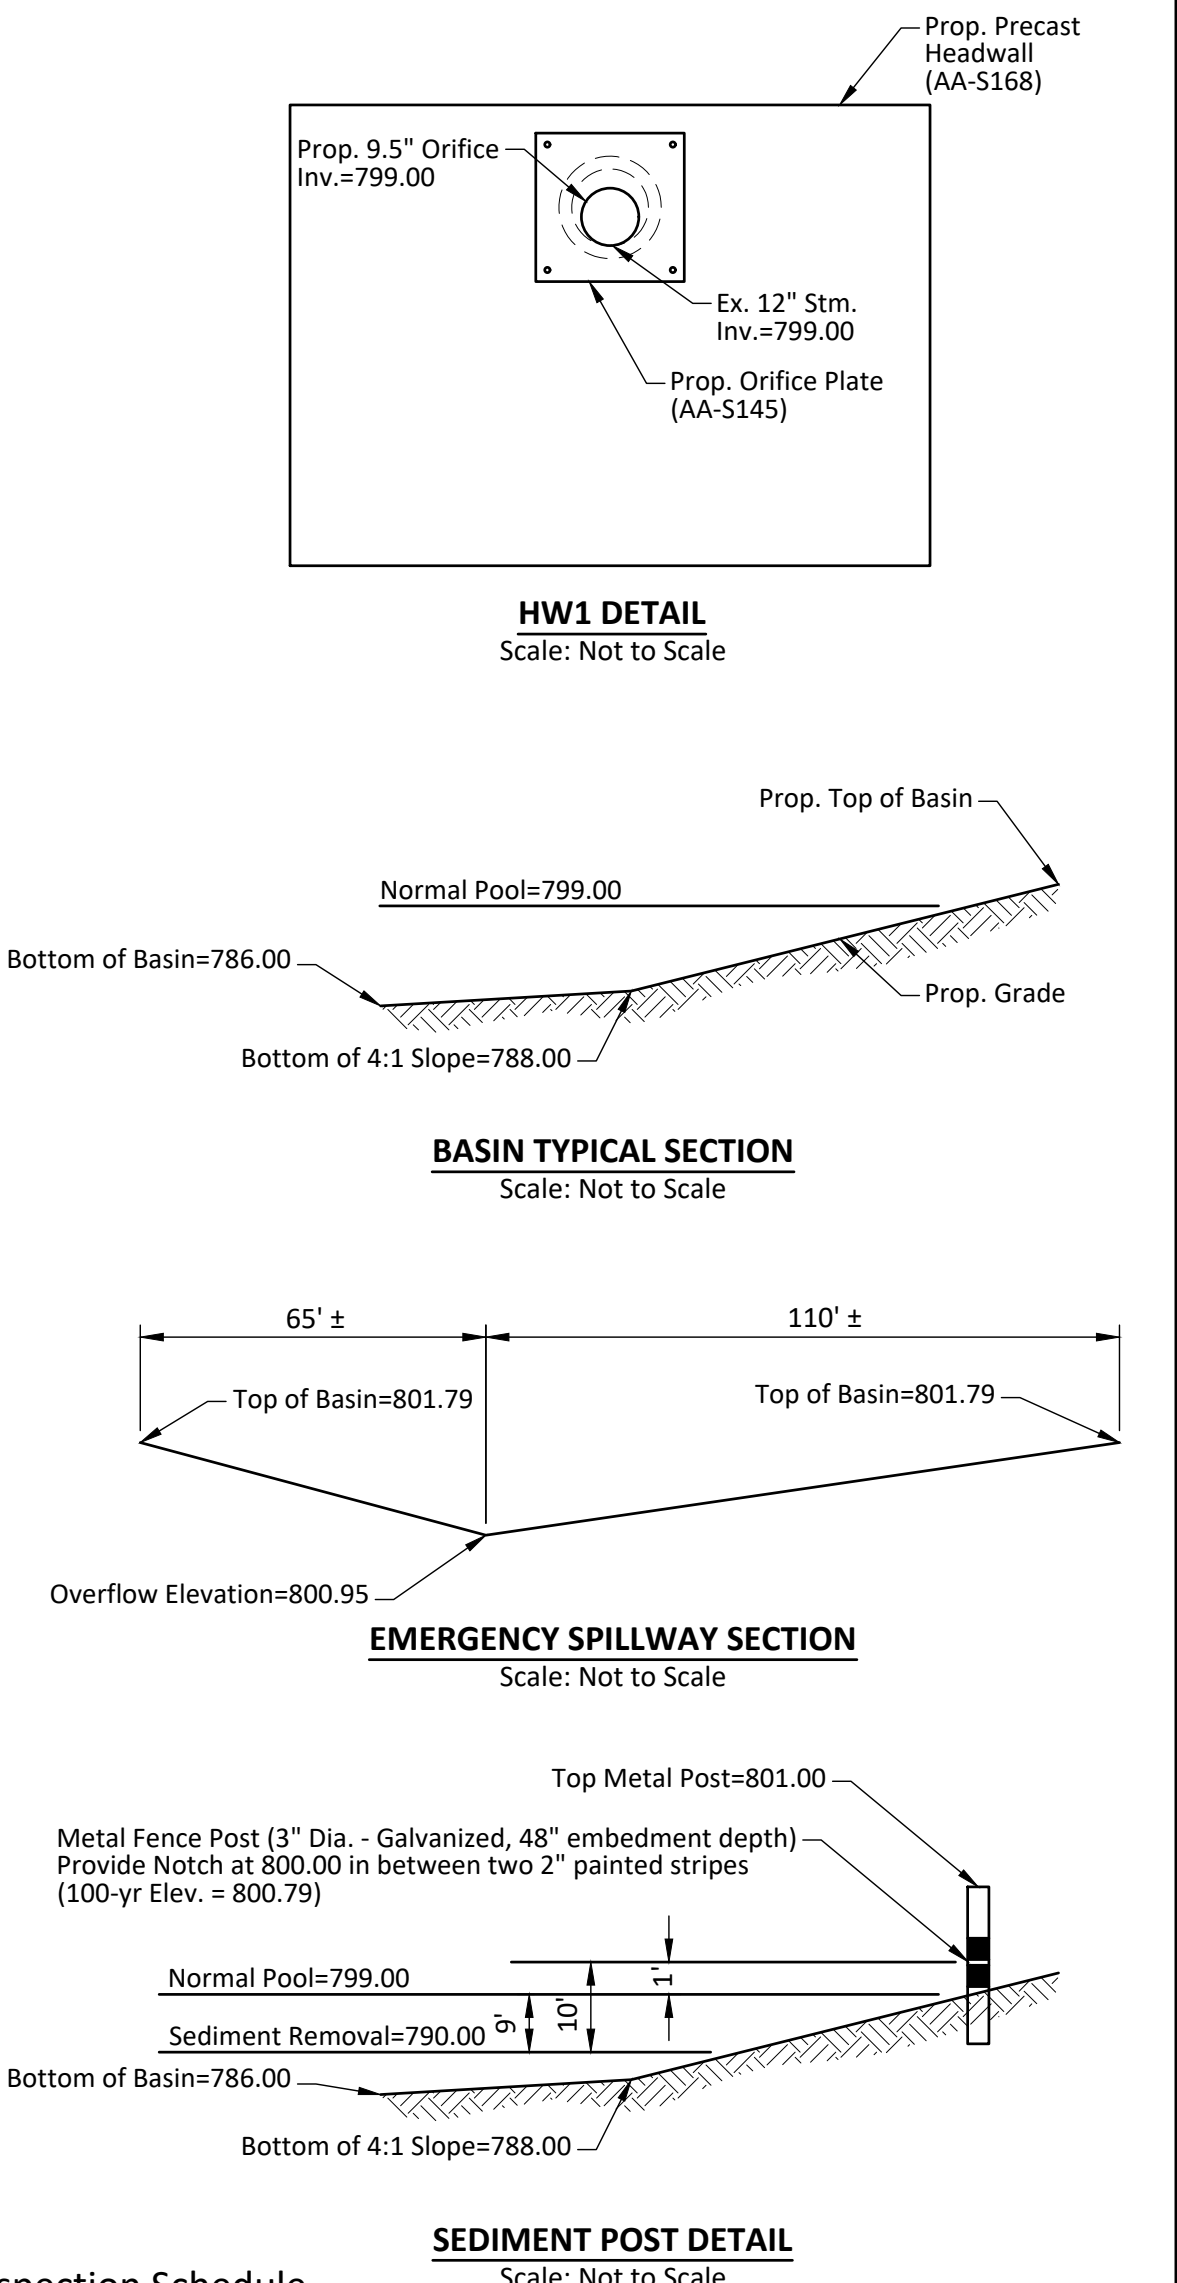 Prop. Precast
Headwall
(AA-S168)
Prop. 9.5" Orifice
Inv.=799.00
Ex. 12" Stm.
Inv.=799.00
Prop. Orifice Plate
(AA-S145)
HW1 DETAIL
Scale: Not to Scale
Prop. Top of Basin
Normal Pool=799.00
Bottom of Basin=786.00
Prop. Grade
Bottom of 4:1 Slope=788.00
BASIN TYPICAL SECTION
Scale: Not to Scale
65' ±
110' ±
Top of Basin=801.79
Top of Basin=801.79
Overflow Elevation=800.95
EMERGENCY SPILLWAY SECTION
Scale: Not to Scale
Top Metal Post=801.00
Metal Fence Post (3" Dia. - Galvanized, 48" embedment depth)
Provide Notch at 800.00 in between two 2" painted stripes
(100-yr Elev. = 800.79)
Normal Pool=799.00
1'
10'
9'
Sediment Removal=790.00
Bottom of Basin=786.00
Bottom of 4:1 Slope=788.00
SEDIMENT POST DETAIL
Scale: Not to Scale
spection Schedule